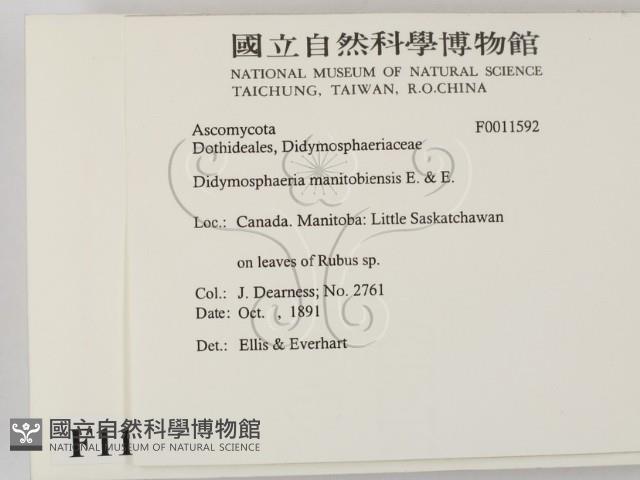 國立自然科學博物館
NATIONAL MUSEUM OF NATURAL SCIENCE
TAICHUNG, TAIWAN, R.O.CHINA
Ascomycota F0011592
Dothideales, Didymosphaeriaceae
Didymosphaeria manitobiensis E. & E.
Loc.: Canada. Manitoba: Little Saskatchawan
on leaves of Rubus sp.
Col.: J. Dearness; No. 2761
Date: Oct. , 1891
Det.: Ellis & Everhart
國立自然科學博物館
NATIONAL MUSEUM OF NATURAL SCIENCE